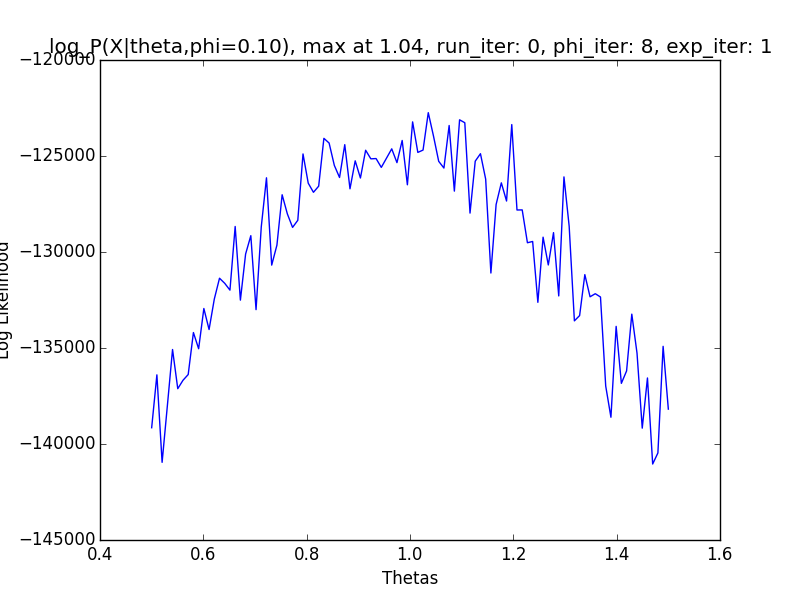 log_P(X|theta,phi=0.10), max at 1.04, run_iter: 0, phi_iter: 8, exp_iter: 1
−120000
−125000
−130000
−135000
−140000
−145000
Log Likelihood
0.4 0.6 0.8 1.0 1.2 1.4 1.6
Thetas